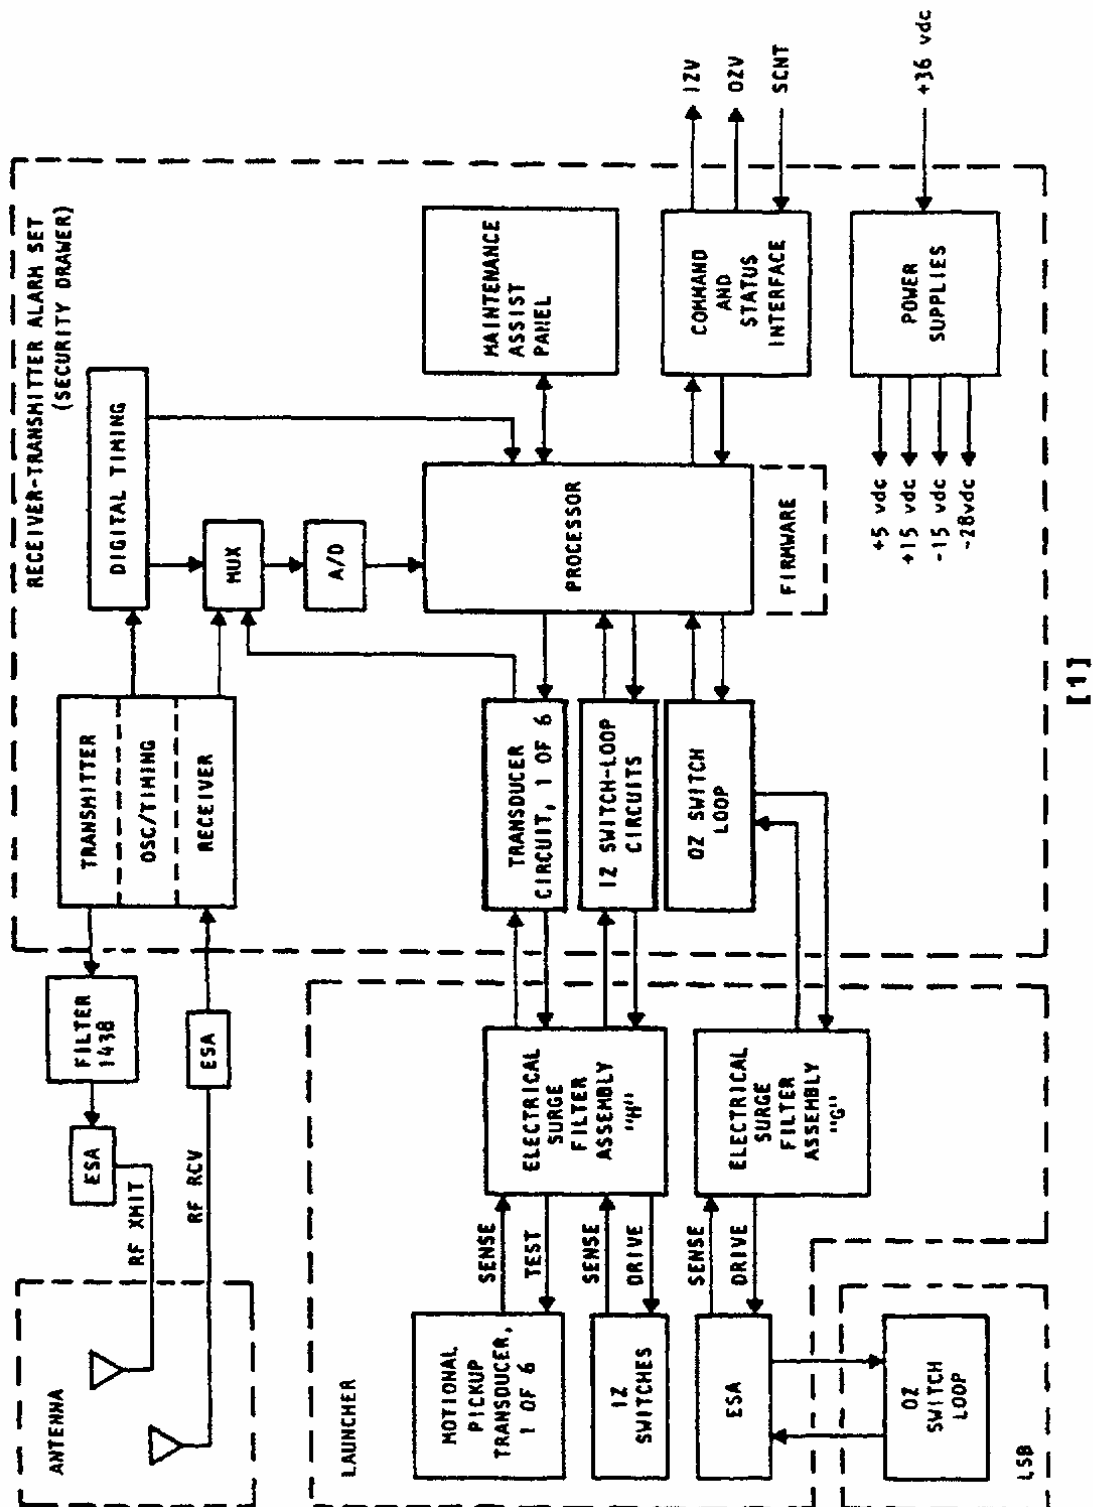 RECEIVER-TRANSMITTER ALARM SET
(SECURITY DRAWER)
ANTENNA
RF XMIT
RF RCV
ESA
FILTER
1438
ESA
TRANSMITTER
OSC/TIMING
RECEIVER
DIGITAL TIMING
MUX
A/D
PROCESSOR
FIRMWARE
MAINTENANCE
ASSIST
PANEL
COMMAND
AND
STATUS
INTERFACE
IZV
OZV
SCNT
POWER
SUPPLIES
+36 vdc
+5 vdc
+15 vdc
-15 vdc
-28vdc
TRANSDUCER
CIRCUIT, 1 OF 6
IZ SWITCH-LOOP
CIRCUITS
OZ SWITCH
LOOP
LAUNCHER
MOTIONAL
PICKUP
TRANSDUCER,
1 OF 6
SENSE
TEST
IZ
SWITCHES
SENSE
DRIVE
ESA
SENSE
DRIVE
ELECTRICAL
SURGE
FILTER
ASSEMBLY
"H"
ELECTRICAL
SURGE
FILTER
ASSEMBLY
"G"
OZ
SWITCH
LOOP
LSB
[1]